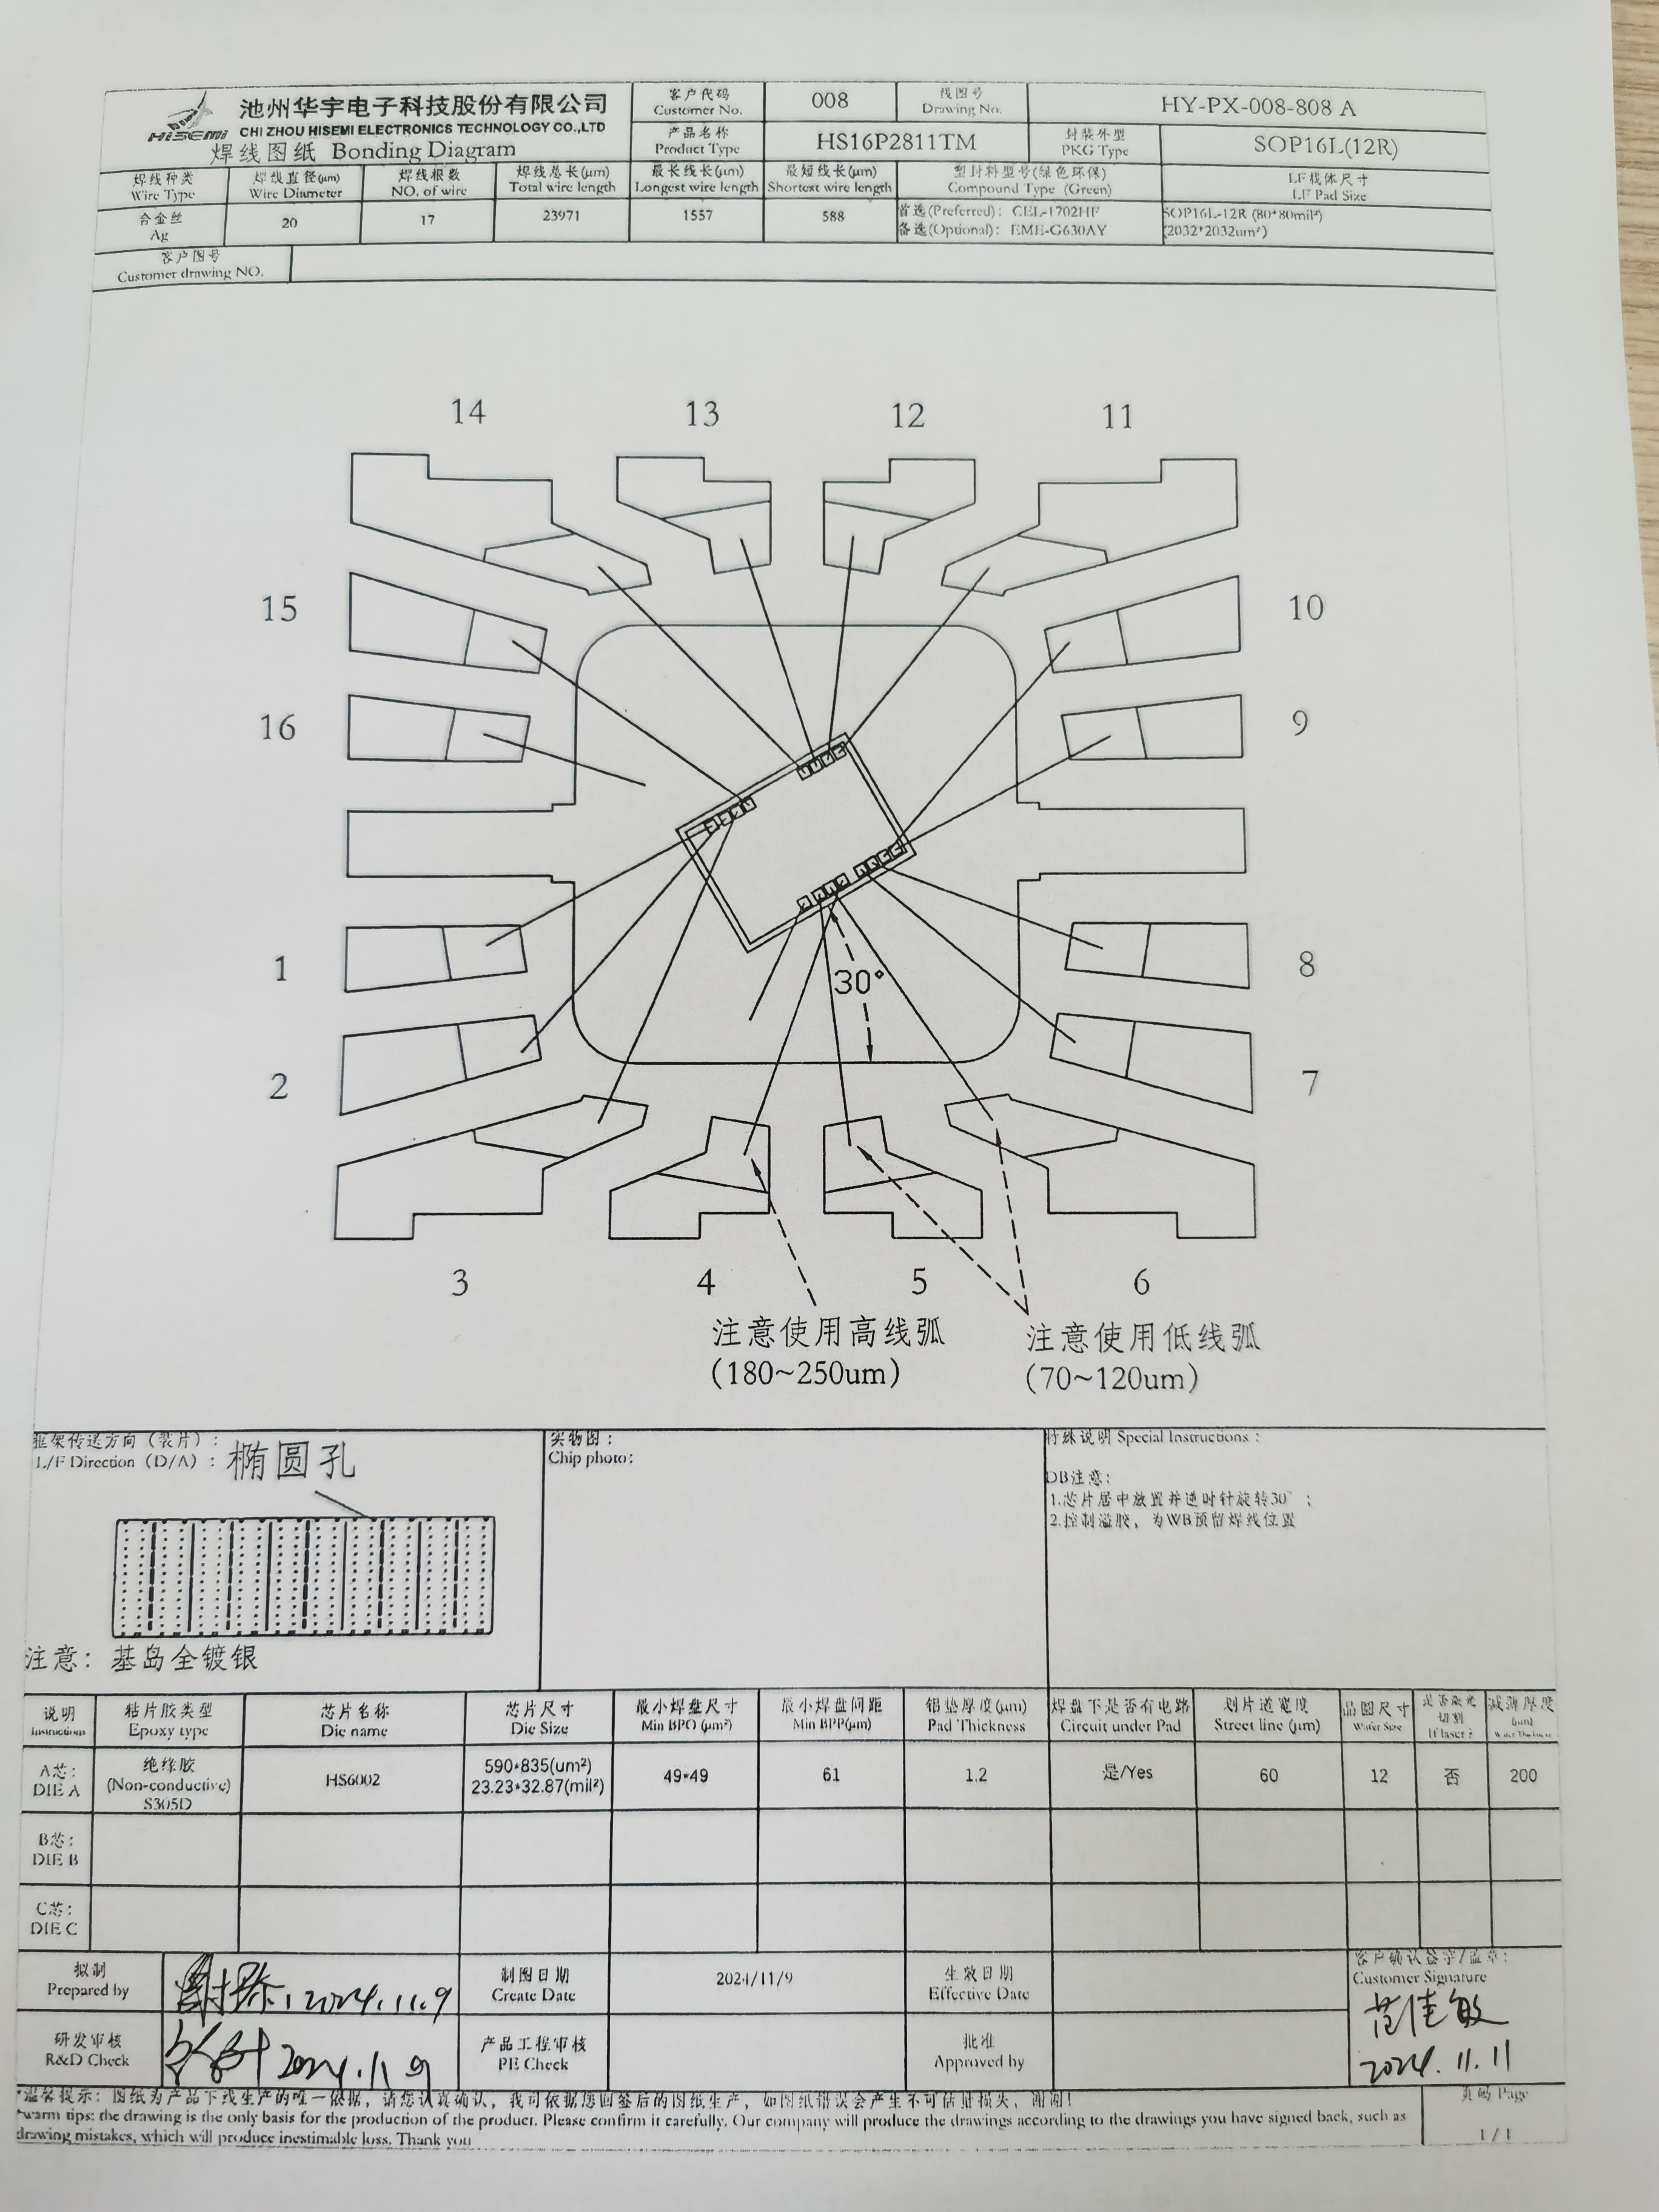 HISEMI
池州华宇电子科技股份有限公司
CHI ZHOU HISEMI ELECTRONICS TECHNOLOGY CO.,LTD
焊线图纸 Bonding Diagram
客户代码
Customer No.
008
Drawing No.
HY-PX-008-808 A
产品名称
Product Type
HS16P2811TM
封装外型
PKG Type
SOP16L(12R)
焊线种类
Wire Type
焊线直径(μm)
Wire Diameter
焊线根数
NO. of wire
焊线总长(μm)
Total wire length
最长线长(μm)
Longest wire length
最短线长(μm)
Shortest wire length
塑封料型号(绿色环保)
Compound Type (Green)
LF载体尺寸
LF Pad Size
合金丝
Ag
20
17
23971
1557
588
首选(Preferred): CEL-1702HF
备选(Optional): EME-G630AY
SOP16L-12R (80*80mil²)
(2032*2032um²)
客户图号
Customer drawing NO.
14
13
12
11
15
10
16
9
1
8
2
7
30°
3
4
5
6
注意使用高线弧
(180~250um)
注意使用低线弧
(70~120um)
框架传送方向（装片）:
L/F Direction（D/A）:
椭圆孔
注意: 基岛全镀银
实物图:
Chip photo:
特殊说明 Special Instructions :
DB注意:
1.芯片居中放置并逆时针旋转30°;
2.控制溢胶，为WB预留焊线位置
说明
Instructions
粘片胶类型
Epoxy type
芯片名称
Die name
芯片尺寸
Die Size
最小焊盘尺寸
Min BPO (μm²)
最小焊盘间距
Min BPP(μm)
铝垫厚度(μm)
Pad Thickness
焊盘下是否有电路
Circuit under Pad
划片道宽度
Street line (μm)
晶圆尺寸
Wafer Size
是否激光
切割
If laser ?
减薄厚度
(μm)
A芯:
DIE A
绝缘胶
(Non-conductive)
S305D
HS6002
590*835(um²)
23.23*32.87(mil²)
49*49
61
1.2
是/Yes
60
12
否
200
B芯:
DIE B
C芯:
DIE C
拟制
Prepared by
2024.11.9
制图日期
Create Date
2024/11/9
生效日期
Effective Date
客户确认签字/盖章:
Customer Signature
范佳敏
2024.11.11
研发审核
R&D Check
2024.11.9
产品工程审核
PE Check
批准
Approved by
*温馨提示: 图纸为产品下线生产的唯一依据，请您认真确认，我司依据您回签后的图纸生产，如图纸错误会产生不可估量损失，谢谢!
*warm tips: the drawing is the only basis for the production of the product. Please confirm it carefully. Our company will produce the drawings according to the drawings you have signed back, such as
drawing mistakes, which will produce inestimable loss. Thank you
页码 Page
1/1